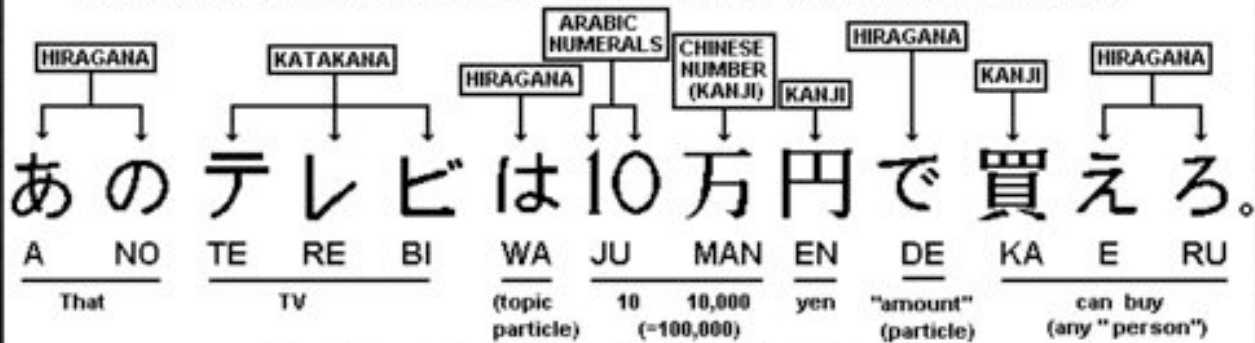 HIRAGANA
KATAKANA
HIRAGANA
ARABIC
NUMERALS
CHINESE
NUMBER
(KANJI)
KANJI
HIRAGANA
KANJI
HIRAGANA
あのテレビは10万円で買えろ。
A NO TE RE BI WA JU MAN EN DE KA E RU
That TV (topic 10 10,000 yen "amount" can buy
particle) (=100,000) (particle) (any "person")